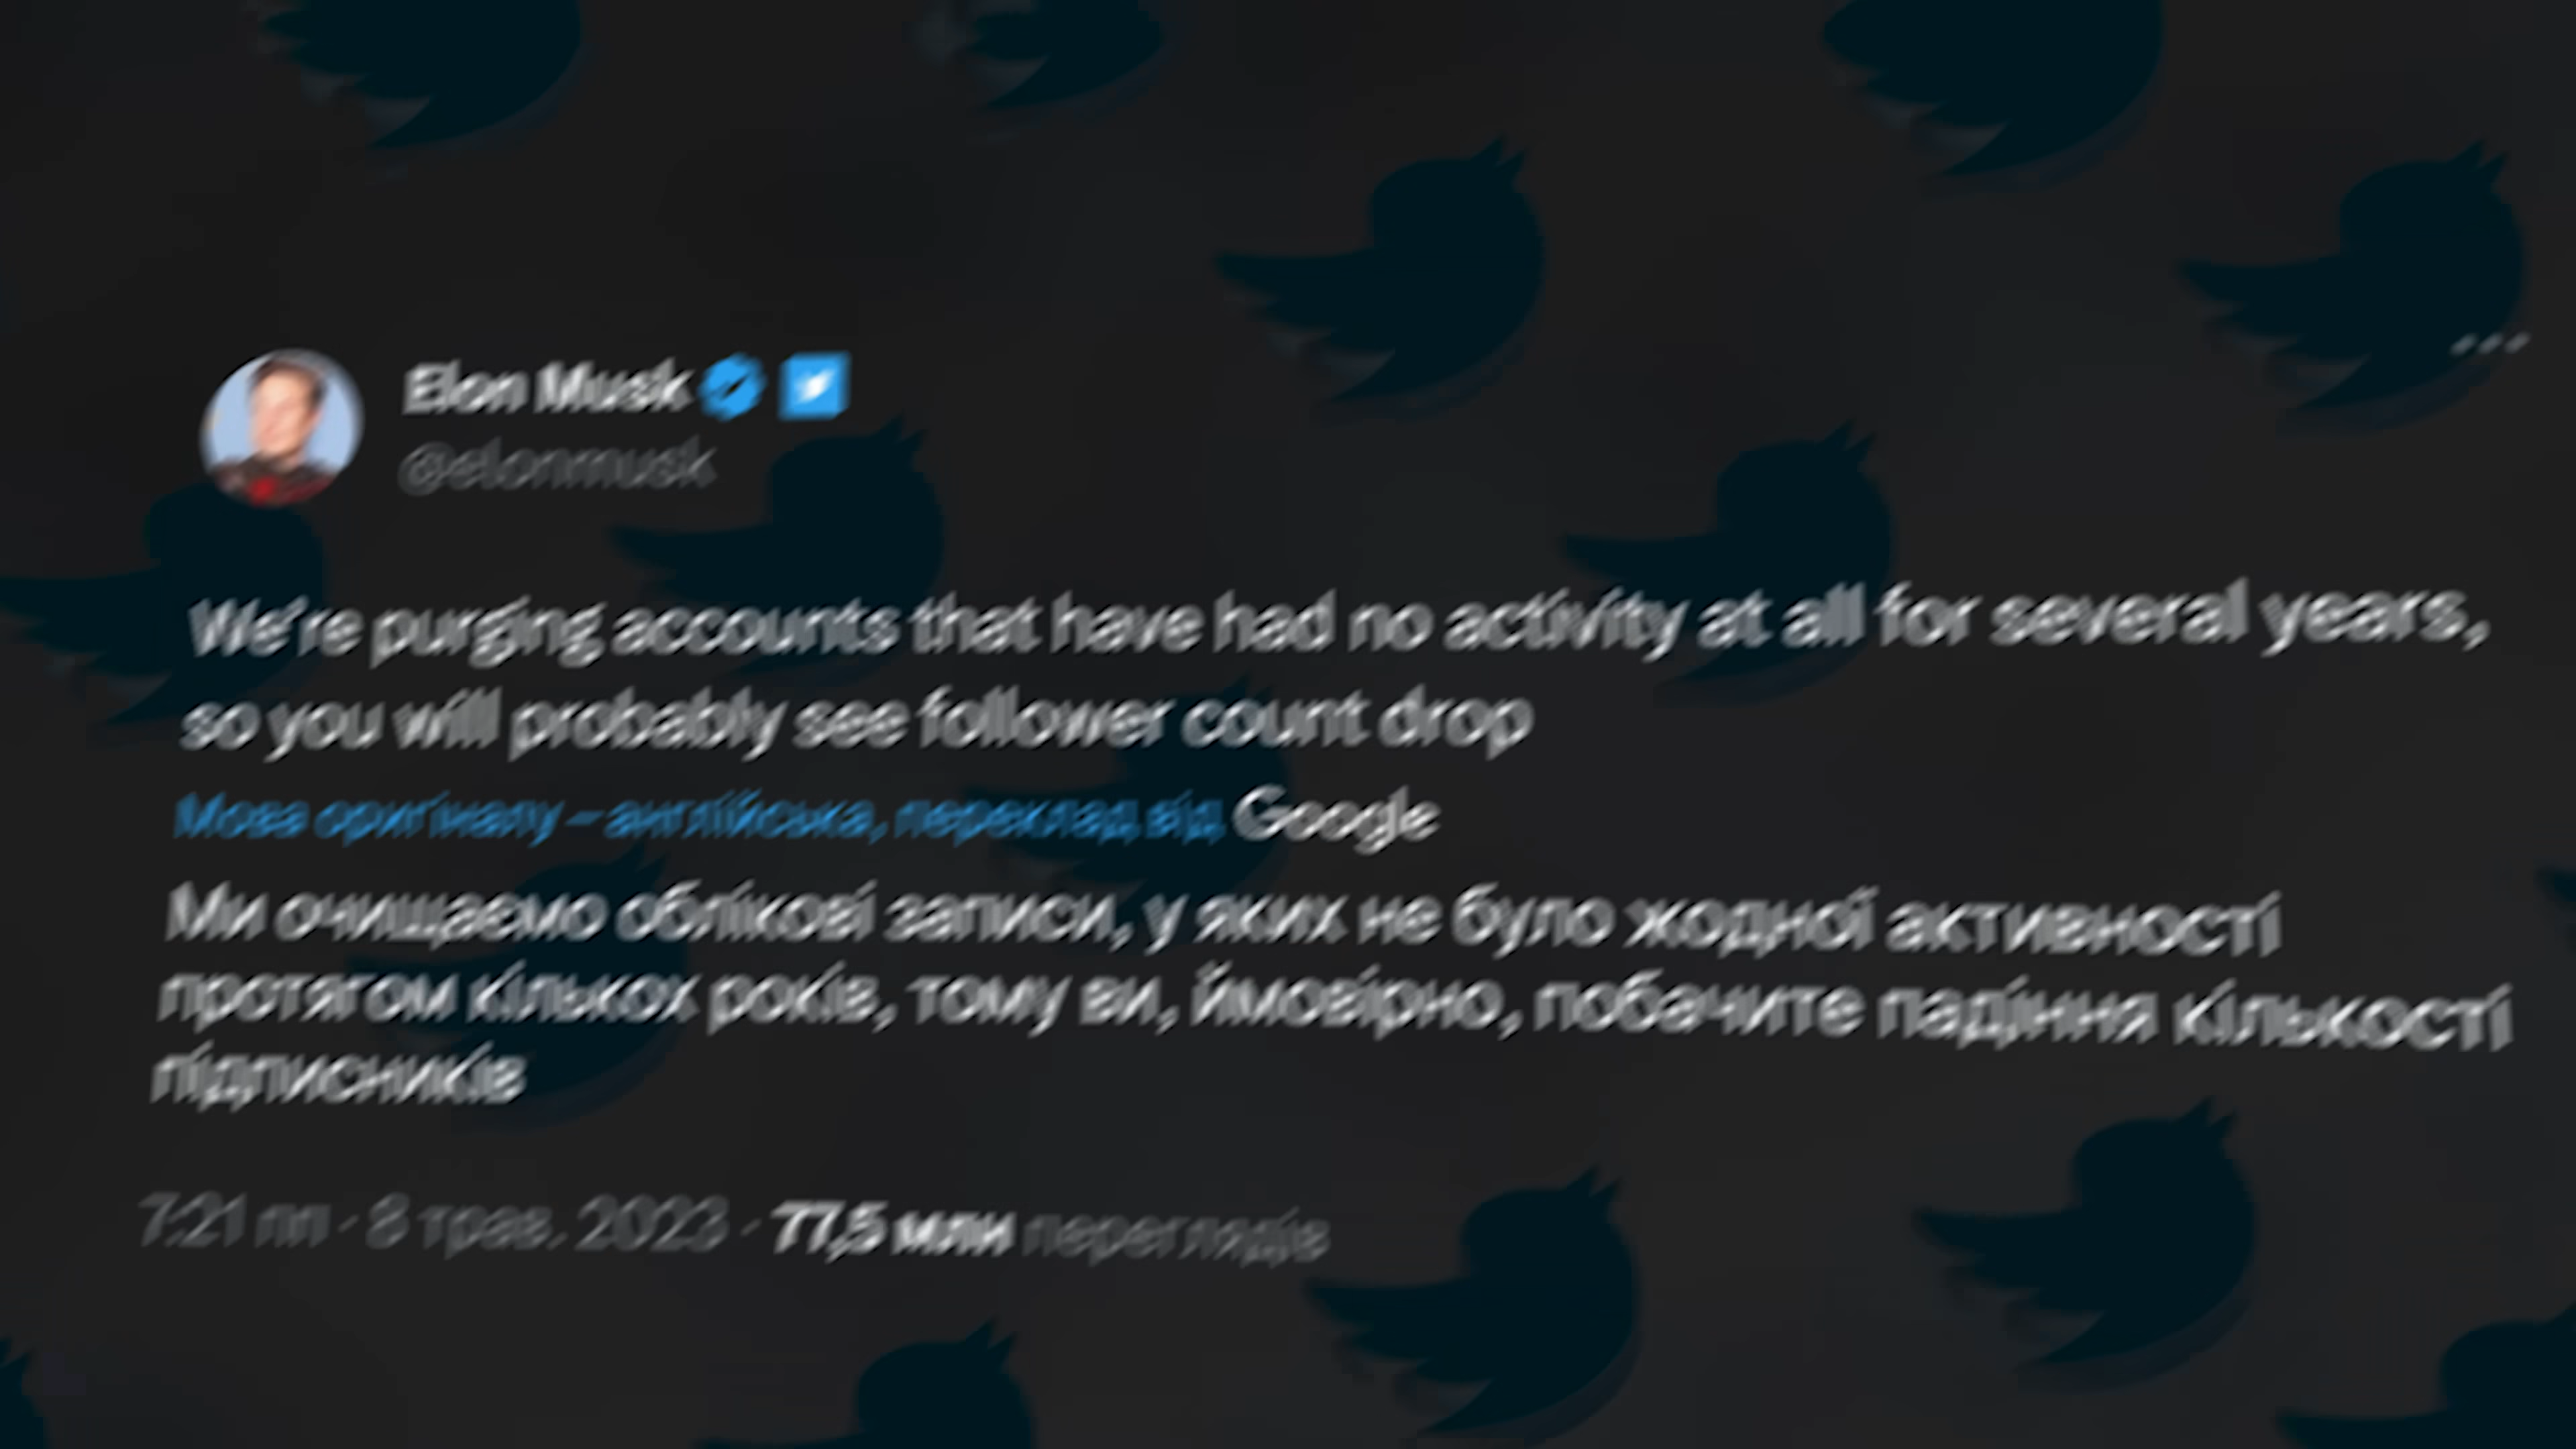 Elon Musk
@elonmusk
We're purging accounts that have had no activity at all for several years,
so you will probably see follower count drop
Мова оригіналу – англійська, переклад від Google
Ми очищаємо облікові записи, у яких не було жодної активності
протягом кількох років, тому ви, ймовірно, побачите падіння кількості
підписників
7:21 пп · 8 трав. 2023 · 77,5 млн переглядів